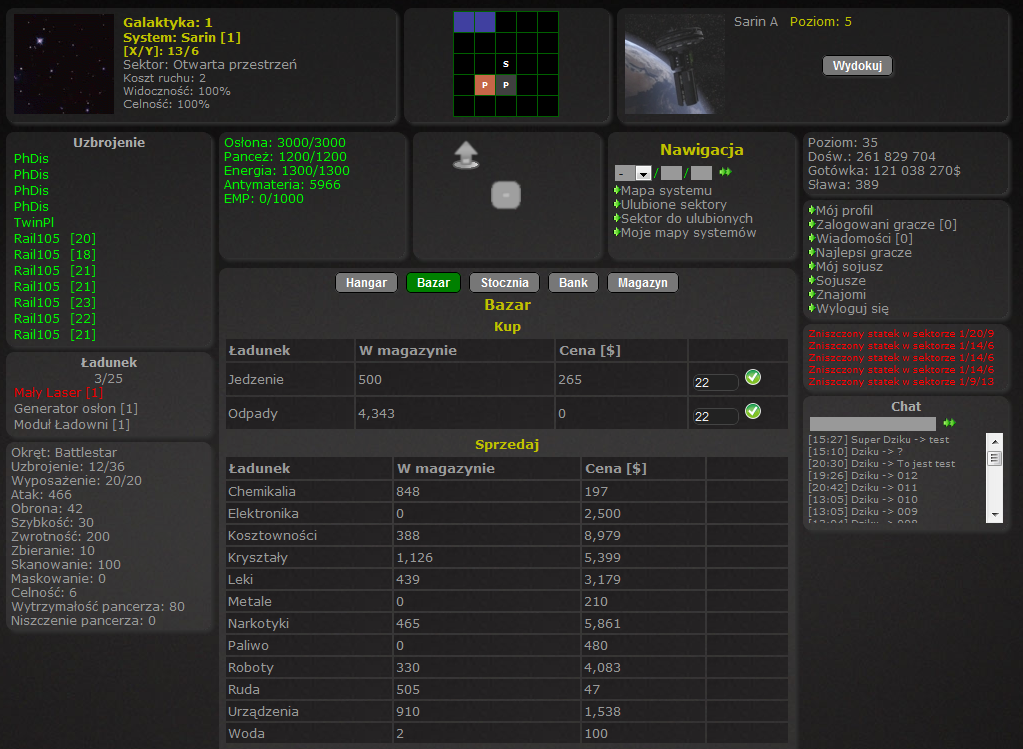 Galaktyka: 1
System: Sarin [1]
[X/Y]: 13/6
Sektor: Otwarta przestrzeń
Koszt ruchu: 2
Widoczność: 100%
Celność: 100%
S
P P
Sarin A Poziom: 5
Wydokuj
Uzbrojenie
PhDis
PhDis
PhDis
PhDis
TwinPl
Rail105 [20]
Rail105 [18]
Rail105 [21]
Rail105 [21]
Rail105 [23]
Rail105 [22]
Rail105 [21]
Ładunek
3/25
Mały Laser [1]
Generator osłon [1]
Moduł Ładowni [1]
Okręt: Battlestar
Uzbrojenie: 12/36
Wyposażenie: 20/20
Atak: 466
Obrona: 42
Szybkość: 30
Zwrotność: 200
Zbieranie: 10
Skanowanie: 100
Maskowanie: 0
Celność: 6
Wytrzymałość pancerza: 80
Niszczenie pancerza: 0
Osłona: 3000/3000
Pancež: 1200/1200
Energia: 1300/1300
Antymateria: 5966
EMP: 0/1000
Nawigacja
- / /
Mapa systemu
Ulubione sektory
Sektor do ulubionych
Moje mapy systemów
Hangar Bazar Stocznia Bank Magazyn
Bazar
Kup
Ładunek W magazynie Cena [$]
Jedzenie 500 265 22
Odpady 4,343 0 22
Sprzedaj
Ładunek W magazynie Cena [$]
Chemikalia 848 197
Elektronika 0 2,500
Kosztowności 388 8,979
Kryształy 1,126 5,399
Leki 439 3,179
Metale 0 210
Narkotyki 465 5,861
Paliwo 0 480
Roboty 330 4,083
Ruda 505 47
Urządzenia 910 1,538
Woda 2 100
Poziom: 35
Dośw.: 261 829 704
Gotówka: 121 038 270$
Sława: 389
Mój profil
Zalogowani gracze [0]
Wiadomości [0]
Najlepsi gracze
Mój sojusz
Sojusze
Znajomi
Wyloguj się
Zniszczony statek w sektorze 1/20/9
Zniszczony statek w sektorze 1/14/6
Zniszczony statek w sektorze 1/14/6
Zniszczony statek w sektorze 1/14/6
Zniszczony statek w sektorze 1/9/13
Chat
[15:27] Super Dziku -> test
[15:10] Dziku -> ?
[20:30] Dziku -> To jest test
[19:26] Dziku -> 012
[20:42] Dziku -> 011
[13:05] Dziku -> 010
[13:05] Dziku -> 009
[13:04] Dziku -> 008